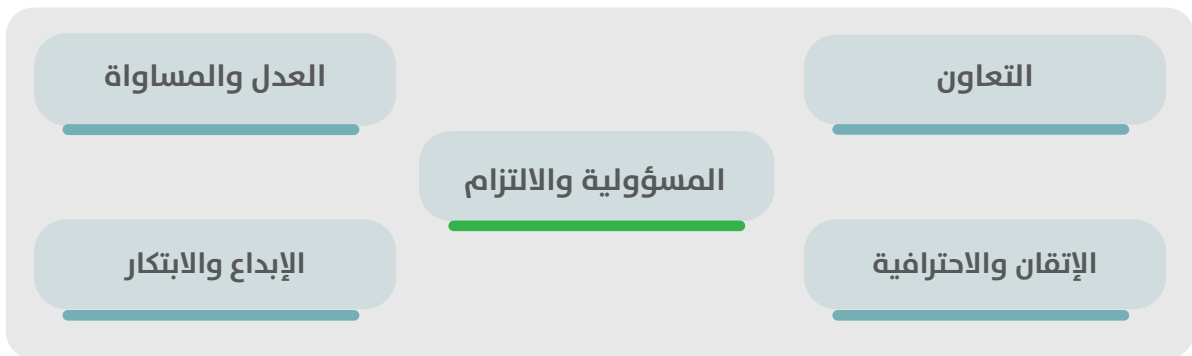 التعاون
العدل والمساواة
المسؤولية والالتزام
الإتقان والاحترافية
الإبداع والابتكار